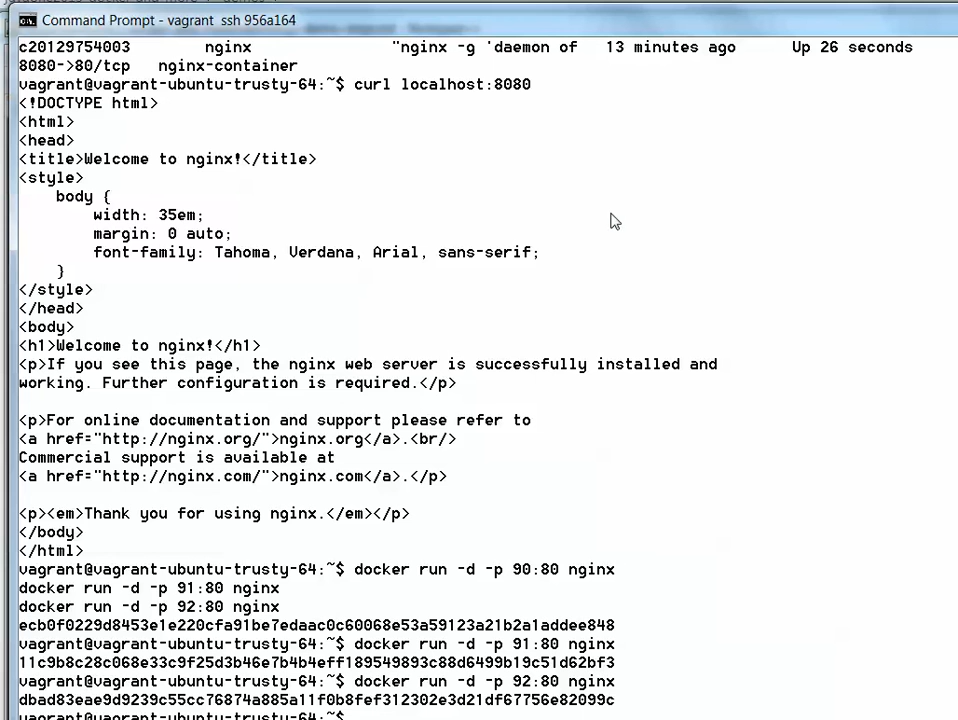 Command Prompt - vagrant  ssh 956a164
c20129754003        nginx               "nginx -g 'daemon of   13 minutes ago      Up 26 seconds
8080->80/tcp   nginx-container
vagrant@vagrant-ubuntu-trusty-64:~$ curl localhost:8080
<!DOCTYPE html>
<html>
<head>
<title>Welcome to nginx!</title>
<style>
    body {
        width: 35em;
        margin: 0 auto;
        font-family: Tahoma, Verdana, Arial, sans-serif;
    }
</style>
</head>
<body>
<h1>Welcome to nginx!</h1>
<p>If you see this page, the nginx web server is successfully installed and
working. Further configuration is required.</p>

<p>For online documentation and support please refer to
<a href="http://nginx.org/">nginx.org</a>.<br/>
Commercial support is available at
<a href="http://nginx.com/">nginx.com</a>.</p>

<p><em>Thank you for using nginx.</em></p>
</body>
</html>
vagrant@vagrant-ubuntu-trusty-64:~$ docker run -d -p 90:80 nginx
docker run -d -p 91:80 nginx
docker run -d -p 92:80 nginx
ecb0f0229d8453e1e220cfa91be7edaac0c60068e53a59123a21b2a1addee848
vagrant@vagrant-ubuntu-trusty-64:~$ docker run -d -p 91:80 nginx
11c9b8c28c068e33c9f25d3b46e7b4b4eff189549893c88d6499b19c51d62bf3
vagrant@vagrant-ubuntu-trusty-64:~$ docker run -d -p 92:80 nginx
dbad83eae9d9239c55cc76874a885a11f0b8fef312302e3d21df67756e82099c
vagrant@vagrant-ubuntu-trusty-64:~$